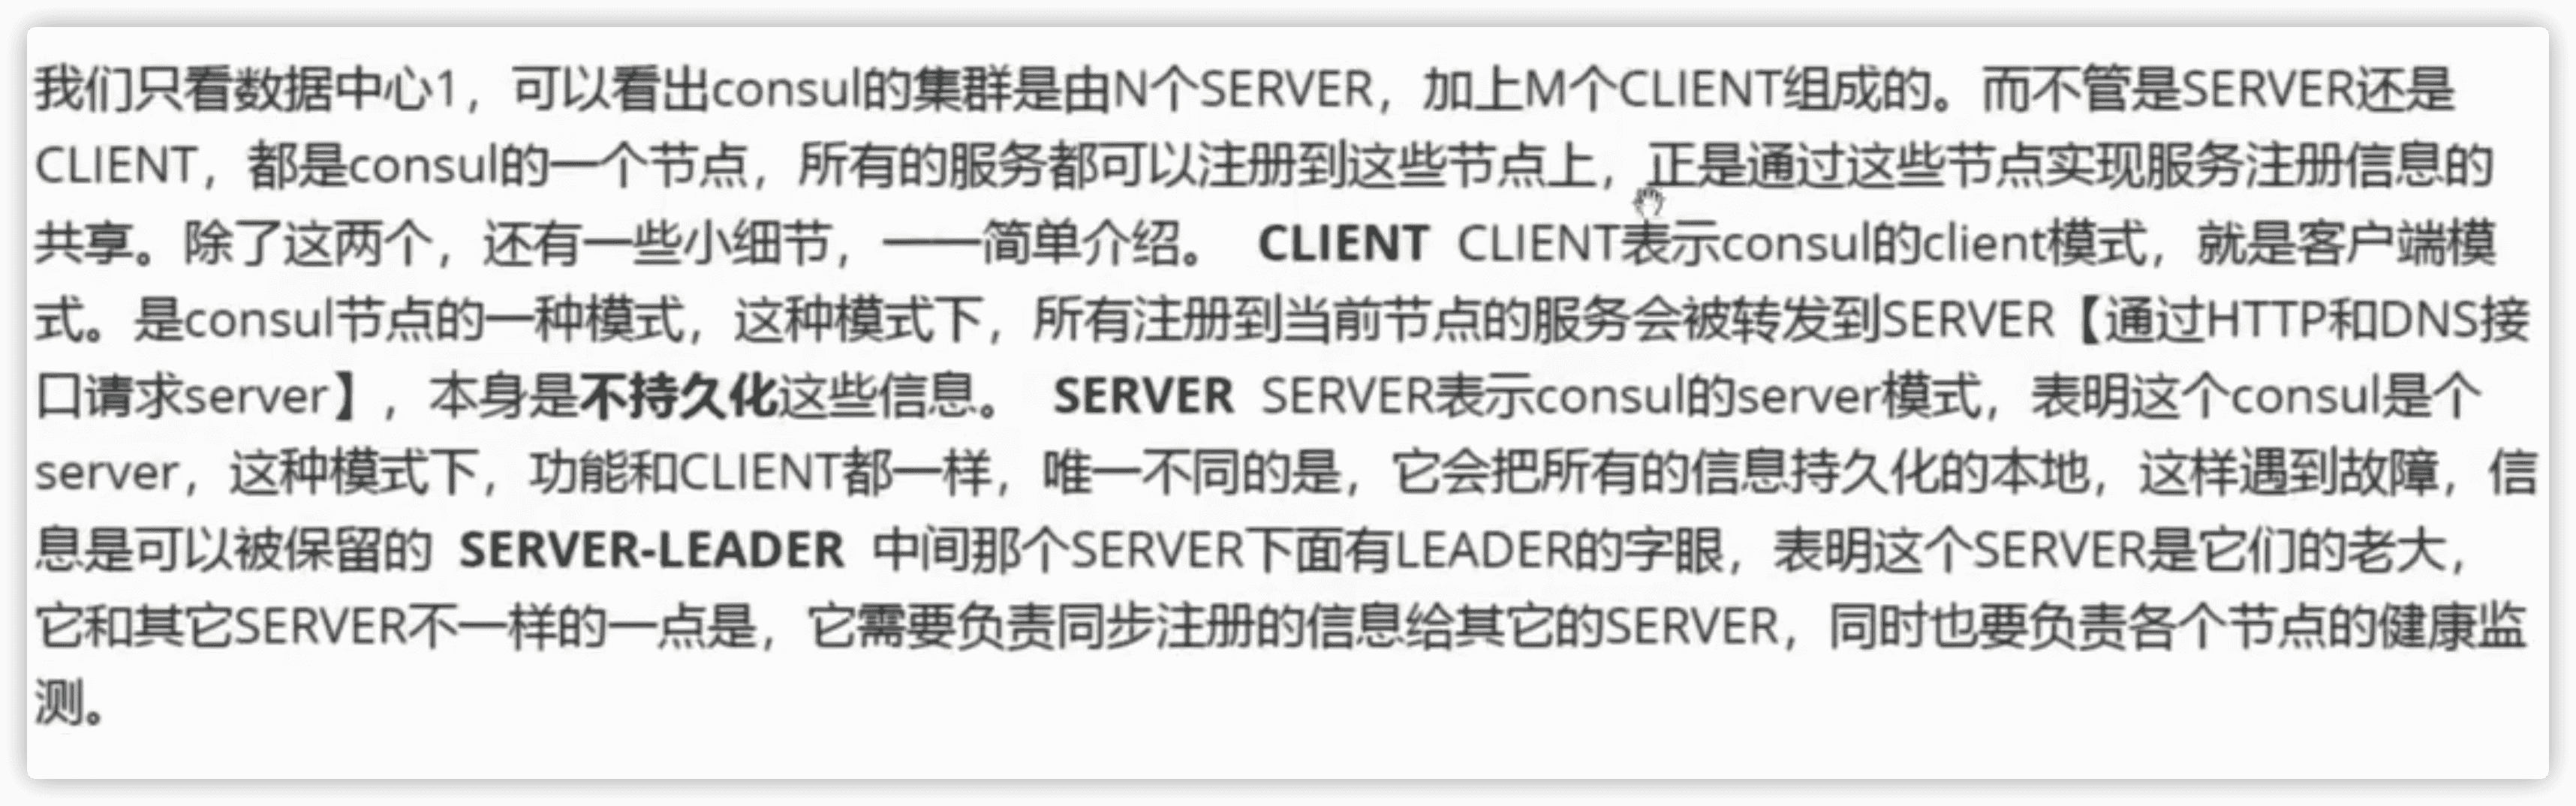 我们只看数据中心1，可以看出consul的集群是由N个SERVER，加上M个CLIENT组成的。而不管是SERVER还是
CLIENT，都是consul的一个节点，所有的服务都可以注册到这些节点上，正是通过这些节点实现服务注册信息的
共享。除了这两个，还有一些小细节，一一简单介绍。 CLIENT CLIENT表示consul的client模式，就是客户端模
式。是consul节点的一种模式，这种模式下，所有注册到当前节点的服务会被转发到SERVER【通过HTTP和DNS接
口请求server】，本身是不持久化这些信息。 SERVER SERVER表示consul的server模式，表明这个consul是个
server，这种模式下，功能和CLIENT都一样，唯一不同的是，它会把所有的信息持久化的本地，这样遇到故障，信
息是可以被保留的 SERVER-LEADER 中间那个SERVER下面有LEADER的字眼，表明这个SERVER是它们的老大，
它和其它SERVER不一样的一点是，它需要负责同步注册的信息给其它的SERVER，同时也要负责各个节点的健康监
测。